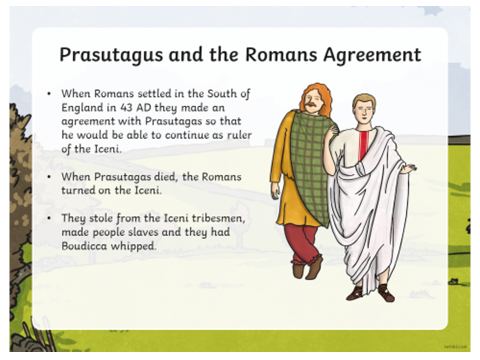 Prasutagus and the Romans Agreement
• When Romans settled in the South of
England in 43 AD they made an
agreement with Prasutagas so that
he would be able to continue as ruler
of the Iceni.
• When Prasutagas died, the Romans
turned on the Iceni.
• They stole from the Iceni tribesmen,
made people slaves and they had
Boudicca whipped.